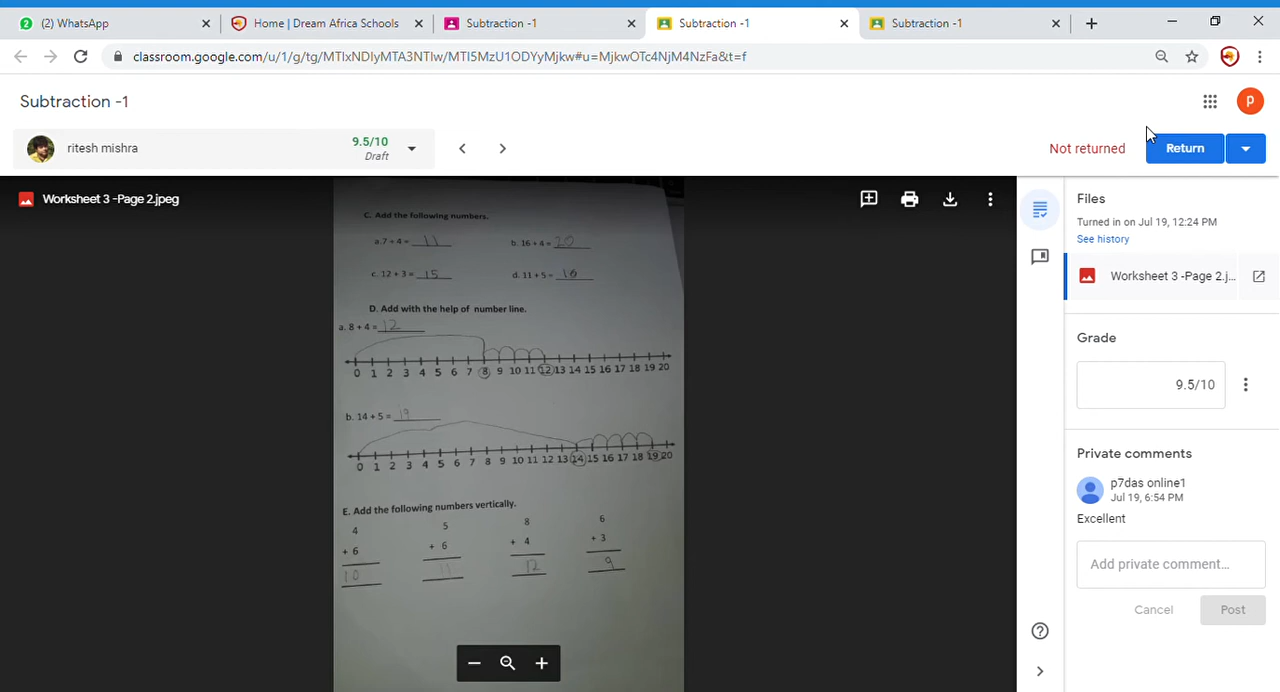 (2) WhatsApp
Home | Dream Africa Schools
Subtraction -1
Subtraction -1
Subtraction -1
classroom.google.com/u/1/g/tg/MTIxNDIyMTA3NTIw/MTI5MzU1ODYyMjkw#u=MjkwOTc4NjM4NzFa&t=f
Subtraction -1
p
ritesh mishra
9.5/10
Draft
Not returned
Return
Worksheet 3 -Page 2.jpeg
C. Add the following numbers.
a.7 + 4 = 11
b. 16 + 4 = 20
c. 12 + 3 = 15
d. 11 + 5 = 16
D. Add with the help of number line.
a. 8 + 4 = 12
0 1 2 3 4 5 6 7 8 9 10 11 12 13 14 15 16 17 18 19 20
b. 14 + 5 = 19
0 1 2 3 4 5 6 7 8 9 10 11 12 13 14 15 16 17 18 19 20
E. Add the following numbers vertically.
4 5 8 6
+ 6 + 6 + 4 + 3
10 11 12 9
Files
Turned in on Jul 19, 12:24 PM
See history
Worksheet 3 -Page 2.j...
Grade
9.5/10
Private comments
p7das online1
Jul 19, 6:54 PM
Excellent
Add private comment...
Cancel
Post